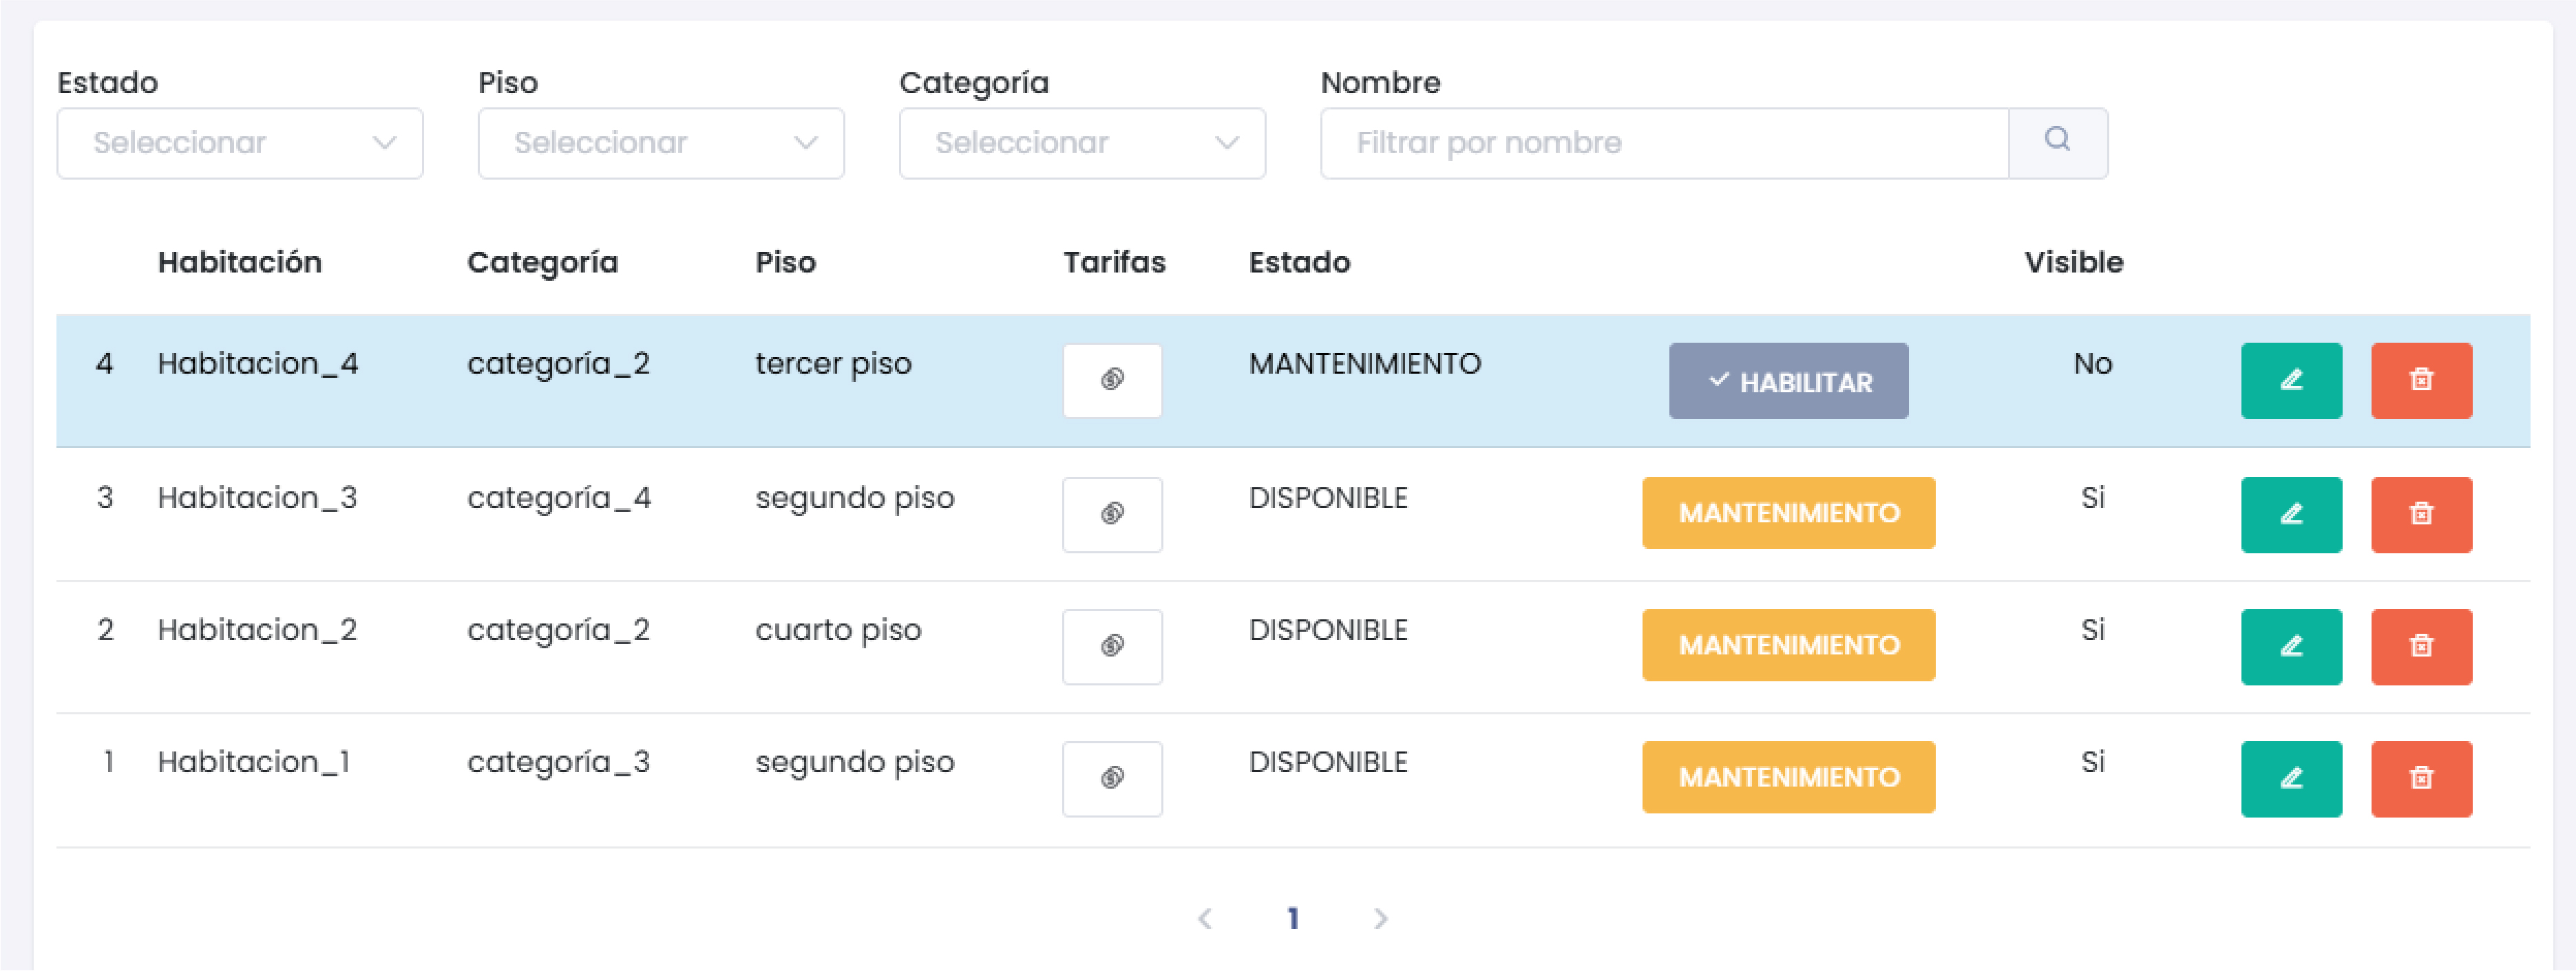 Estado Piso Categoría Nombre
Seleccionar Seleccionar Seleccionar Filtrar por nombre
Habitación Categoría Piso Tarifas Estado Visible
4 Habitacion_4 categoría_2 tercer piso MANTENIMIENTO HABILITAR No
3 Habitacion_3 categoría_4 segundo piso DISPONIBLE MANTENIMIENTO Si
2 Habitacion_2 categoría_2 cuarto piso DISPONIBLE MANTENIMIENTO Si
1 Habitacion_1 categoría_3 segundo piso DISPONIBLE MANTENIMIENTO Si
1